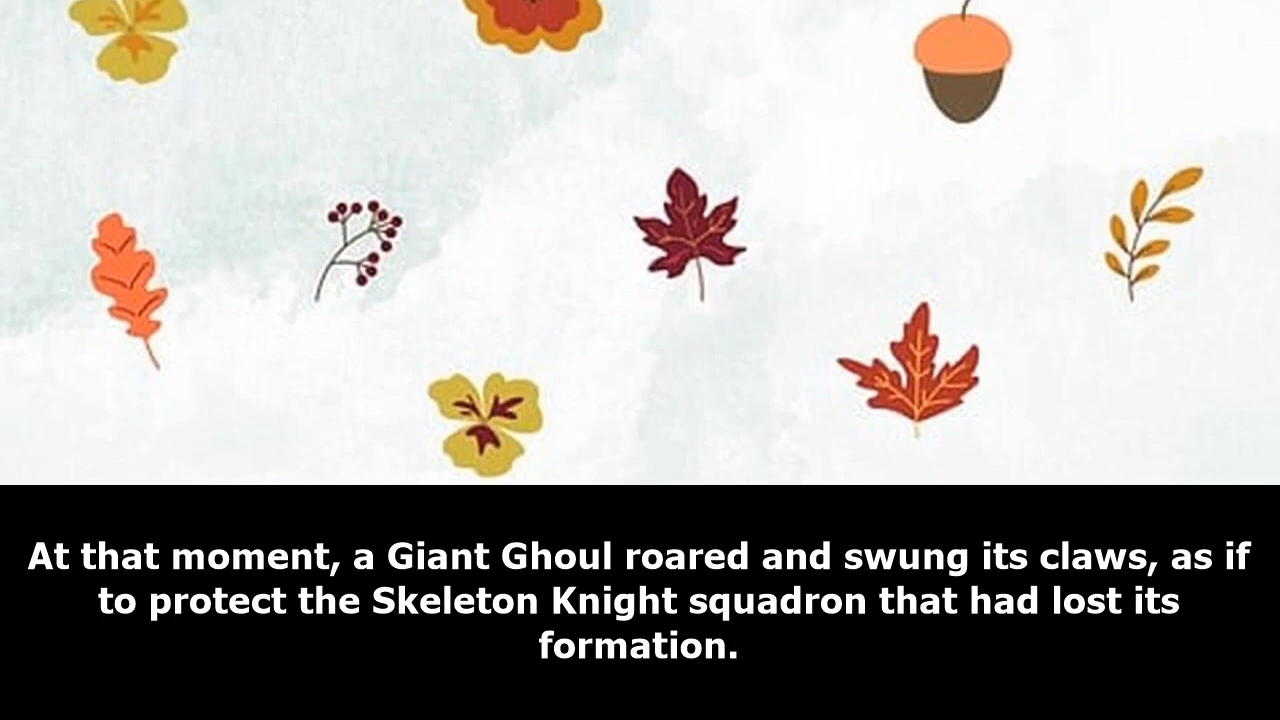 At that moment, a Giant Ghoul roared and swung its claws, as if
to protect the Skeleton Knight squadron that had lost its
formation.